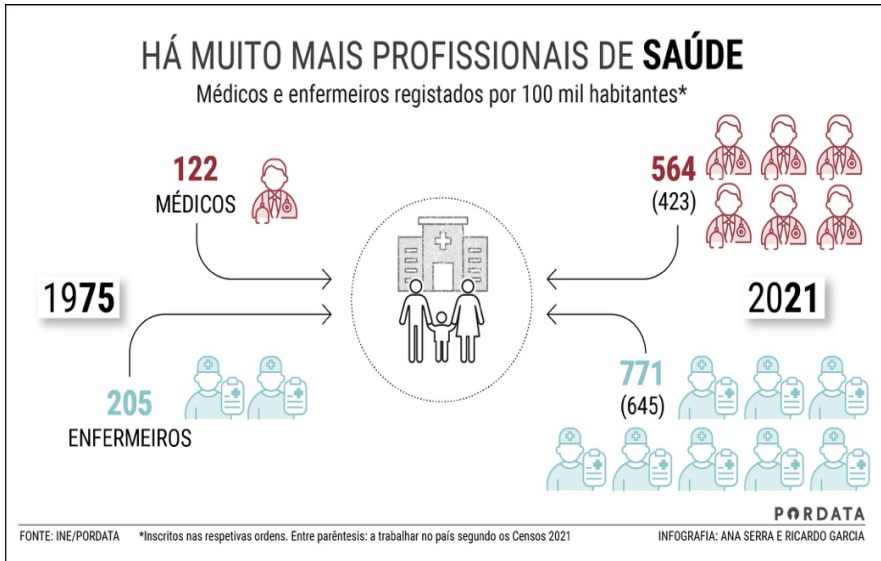 HÁ MUITO MAIS PROFISSIONAIS DE SAÚDE
Médicos e enfermeiros registados por 100 mil habitantes*
122
MÉDICOS
564
(423)
1975
2021
205
ENFERMEIROS
771
(645)
PORDATA
FONTE: INE/PORDATA *Inscritos nas respetivas ordens. Entre parêntesis: a trabalhar no país segundo os Censos 2021
INFOGRAFIA: ANA SERRA E RICARDO GARCIA